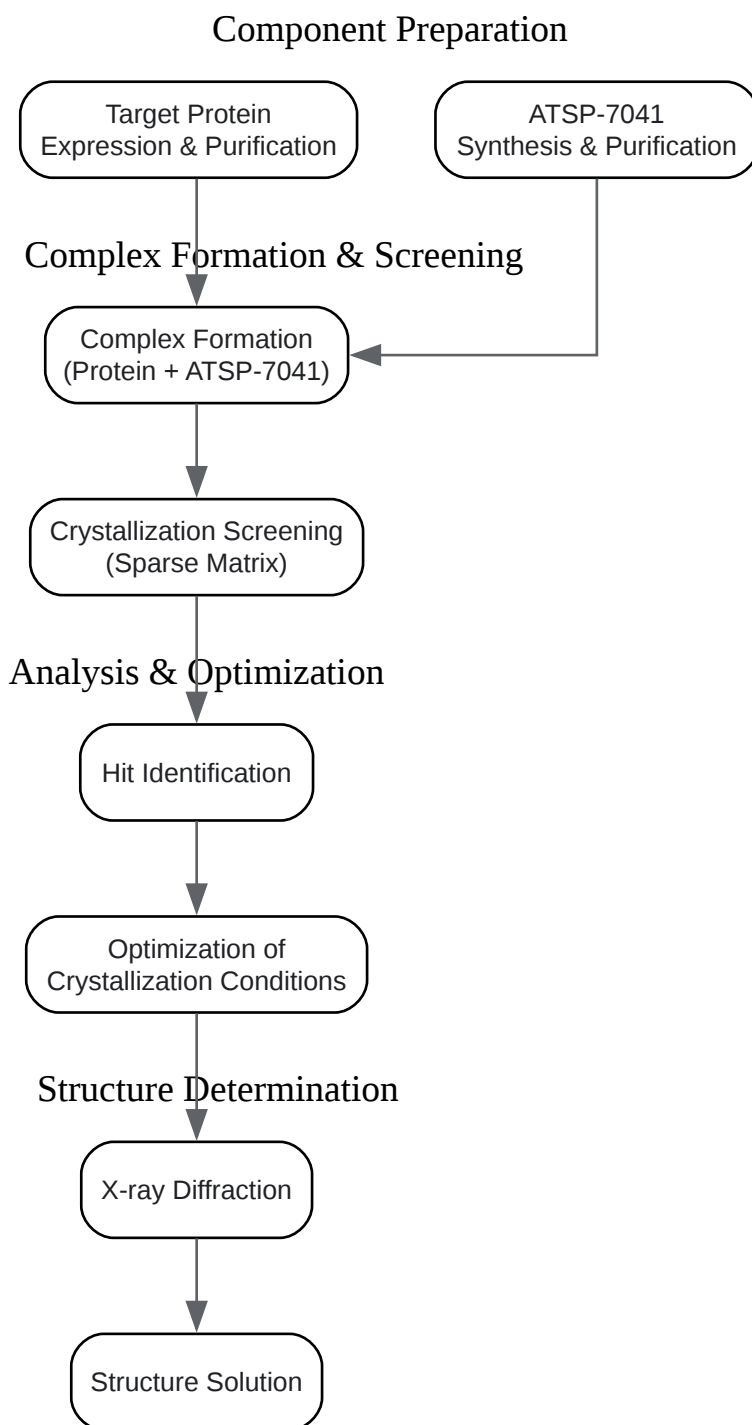 Component Preparation
Target Protein
Expression & Purification
ATSP-7041
Synthesis & Purification
Complex Formation & Screening
Complex Formation
(Protein + ATSP-7041)
Crystallization Screening
(Sparse Matrix)
Analysis & Optimization
Hit Identification
Optimization of
Crystallization Conditions
Structure Determination
X-ray Diffraction
Structure Solution